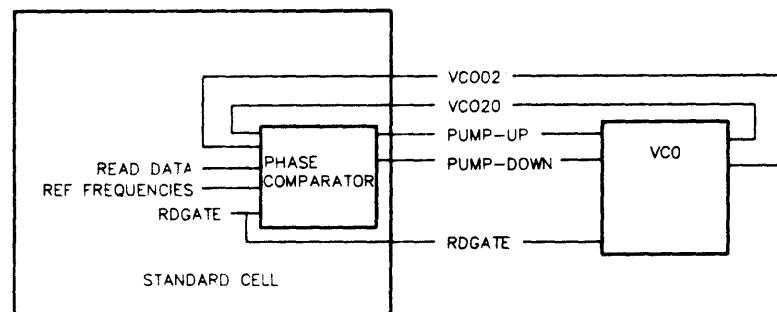 VCO02
VCO20
PUMP-UP
PHASE COMPARATOR
VCO
READ DATA
PUMP-DOWN
REF FREQUENCIES
RDGATE
RDGATE
STANDARD CELL